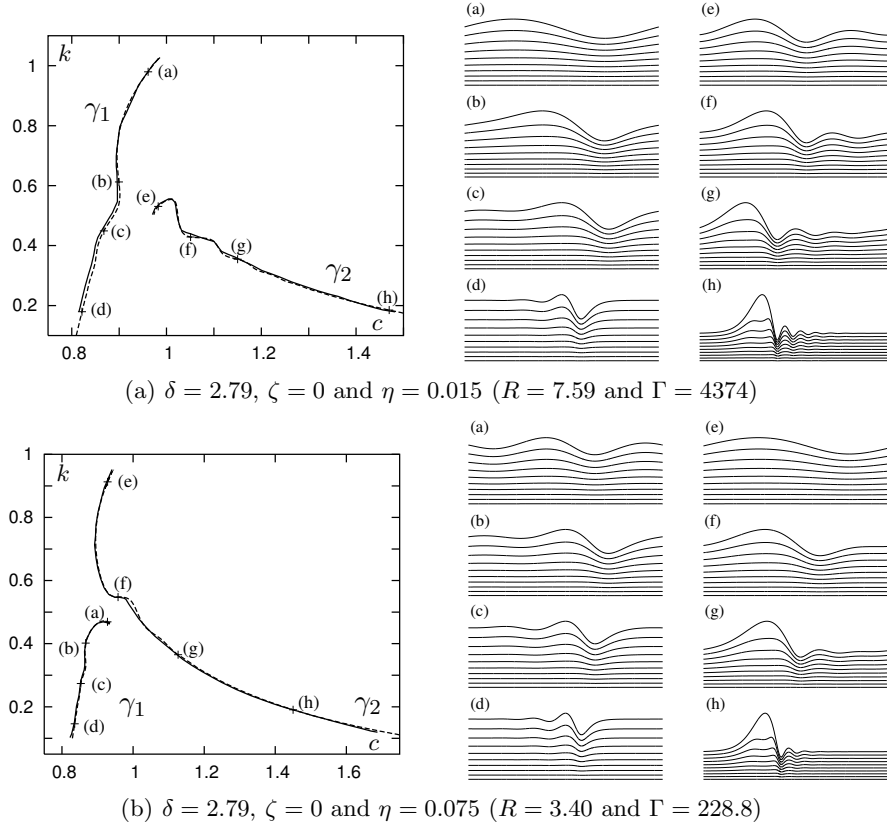 k
1
0.8
0.6
0.4
0.2
0.8 1 1.2 1.4
c
γ1
γ2
(a)
(b)
(c)
(d)
(e)
(f)
(g)
(h)
(a) (e)
(b) (f)
(c) (g)
(d) (h)
(a) δ = 2.79, ζ = 0 and η = 0.015 (R = 7.59 and Γ = 4374)
k
1
0.8
0.6
0.4
0.2
0.8 1 1.2 1.4 1.6
c
γ1
γ2
(e)
(f)
(a)
(b)
(g)
(c)
(h)
(d)
(a) (e)
(b) (f)
(c) (g)
(d) (h)
(b) δ = 2.79, ζ = 0 and η = 0.075 (R = 3.40 and Γ = 228.8)